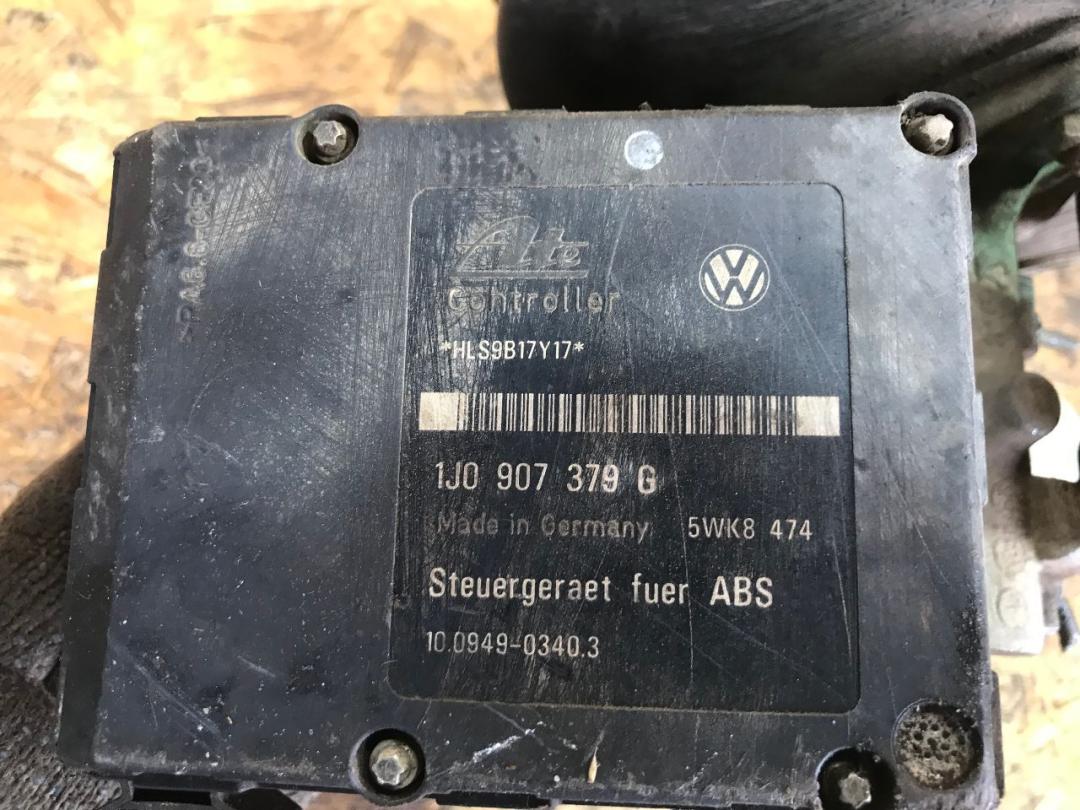 Ate
Controller
*HLS9B17Y17*
1J0 907 379 G
Made in Germany 5WK8 474
Steuergeraet fuer ABS
10.0949-0340.3